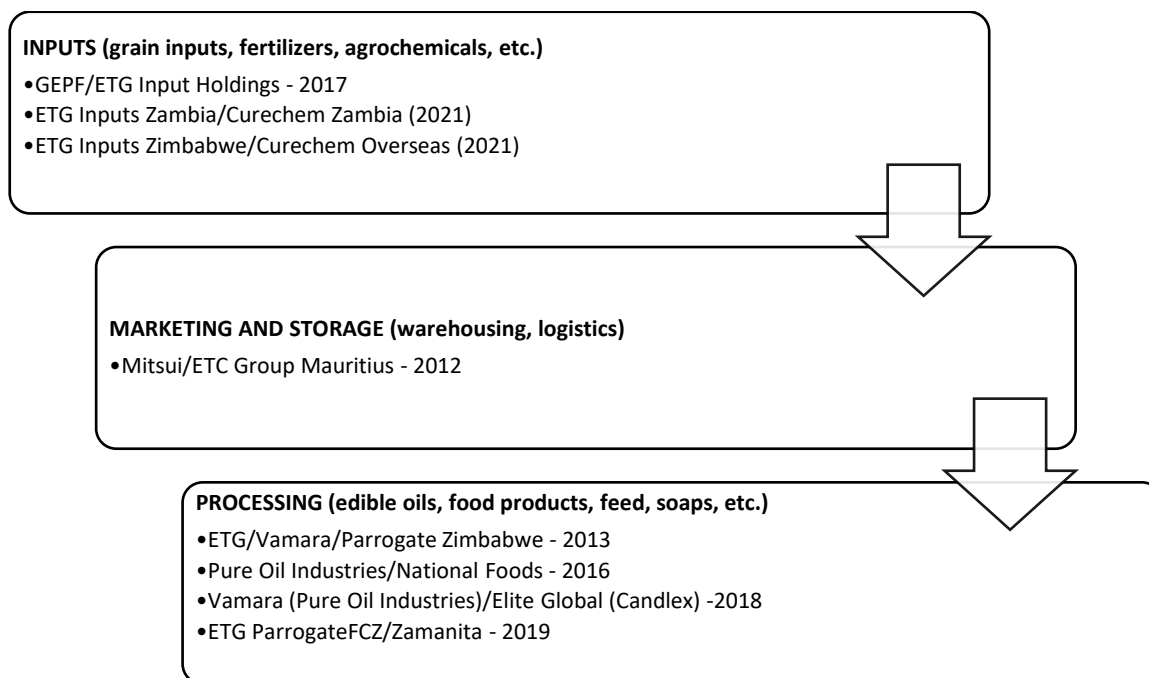 INPUTS (grain inputs, fertilizers, agrochemicals, etc.)
•GEPF/ETG Input Holdings - 2017
•ETG Inputs Zambia/Curechem Zambia (2021)
•ETG Inputs Zimbabwe/Curechem Overseas (2021)
MARKETING AND STORAGE (warehousing, logistics)
•Mitsui/ETC Group Mauritius - 2012
PROCESSING (edible oils, food products, feed, soaps, etc.)
•ETG/Vamara/Parrogate Zimbabwe - 2013
•Pure Oil Industries/National Foods - 2016
•Vamara (Pure Oil Industries)/Elite Global (Candlex) -2018
•ETG ParrogateFCZ/Zamanita - 2019